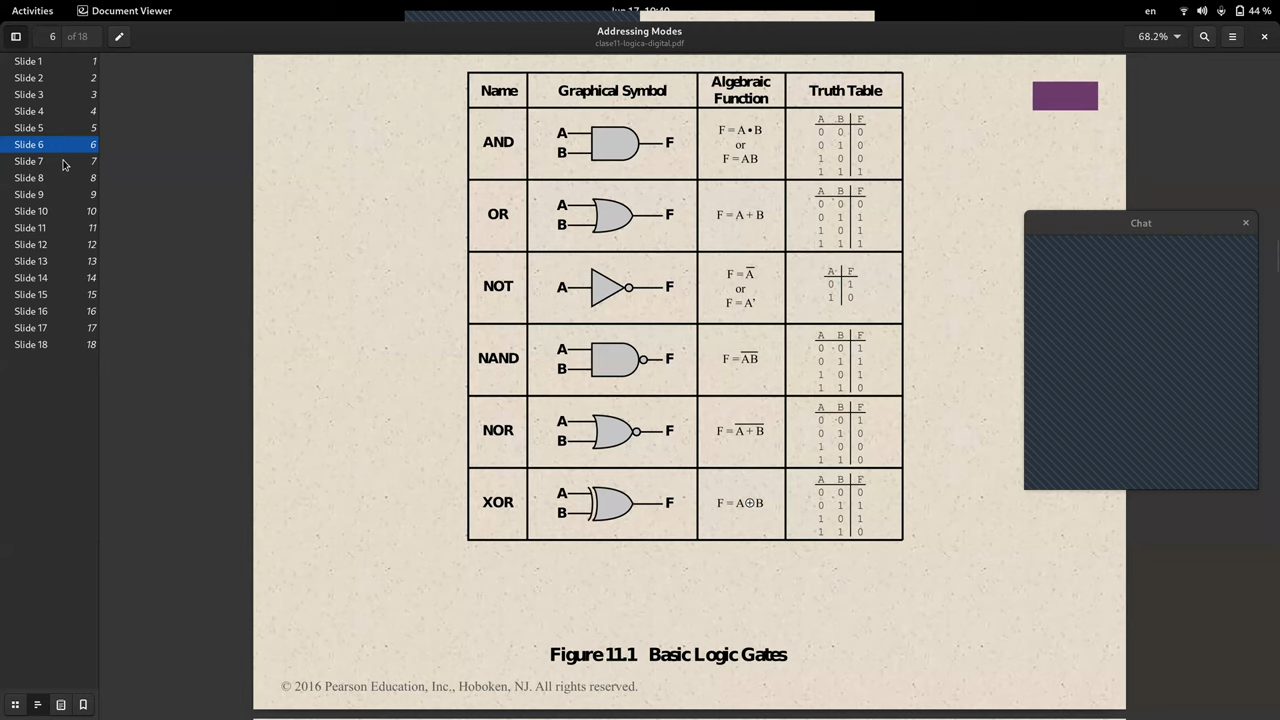 Activities
Document Viewer
Jun 17, 10:40
en
44 %
6 of 18
Addressing Modes
clase11-logica-digital.pdf
68.2%
Slide 1 1
Slide 2 2
Slide 3 3
Slide 4 4
Slide 5 5
Slide 6 6
Slide 7 7
Slide 8 8
Slide 9 9
Slide 10 10
Slide 11 11
Slide 12 12
Slide 13 13
Slide 14 14
Slide 15 15
Slide 16 16
Slide 17 17
Slide 18 18
Name Graphical Symbol Algebraic Function Truth Table
AND
A
B
F
F = A • B
or
F = AB
A B F
0 0 0
0 1 0
1 0 0
1 1 1
OR
A
B
F
F = A + B
A B F
0 0 0
0 1 1
1 0 1
1 1 1
NOT
A
F
F = A̅
or
F = A'
A F
0 1
1 0
NAND
A
B
F
F = A̅B̅
A B F
0 0 1
0 1 1
1 0 1
1 1 0
NOR
A
B
F
F = A̅ ̅+̅ ̅B̅
A B F
0 0 1
0 1 0
1 0 0
1 1 0
XOR
A
B
F
F = A⊕B
A B F
0 0 0
0 1 1
1 0 1
1 1 0
Figure 11.1 Basic Logic Gates
© 2016 Pearson Education, Inc., Hoboken, NJ. All rights reserved.
Chat